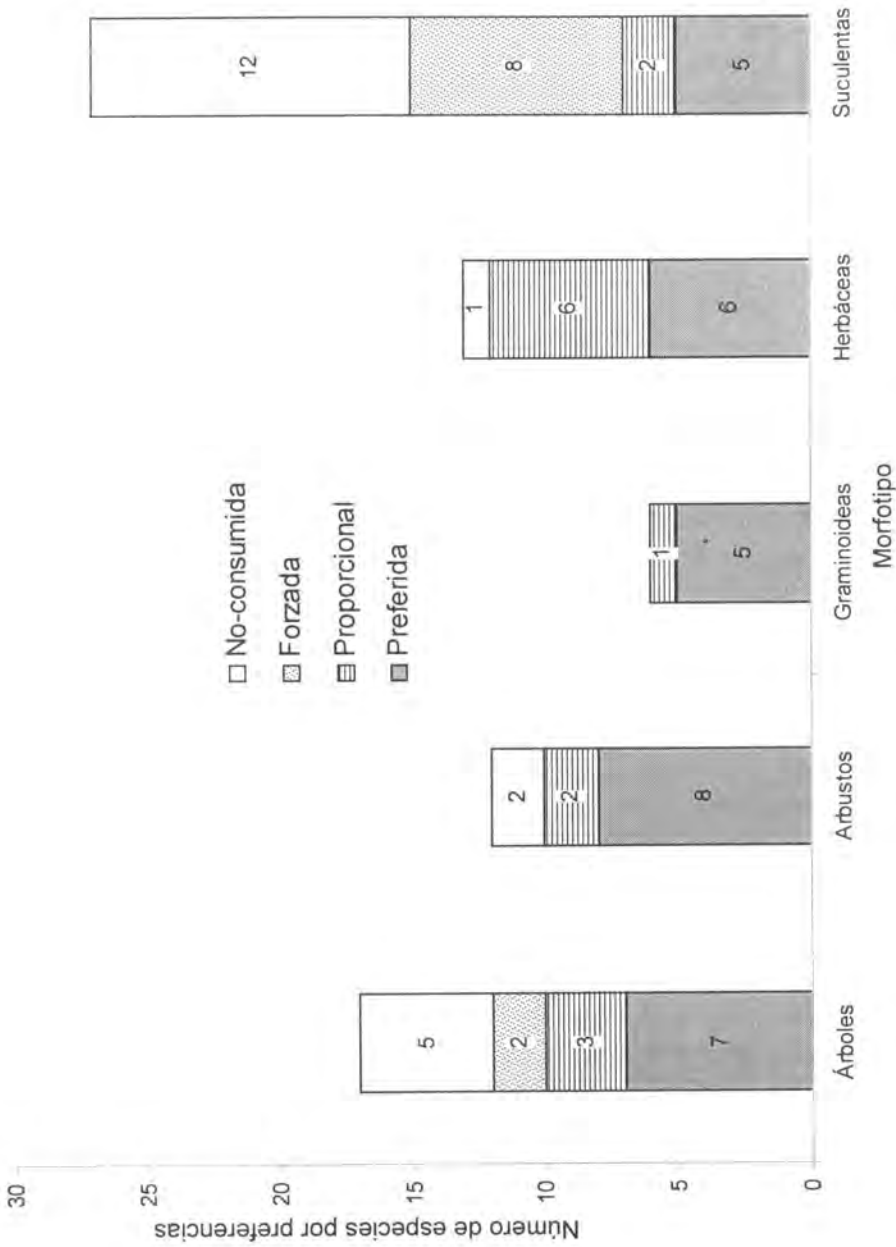 Número de especies por preferencias
30
25
20
15
10
5
0
No-consumida
Forzada
Proporcional
Preferida
5
2
3
7
2
2
8
1
5
1
6
6
12
8
2
5
Árboles
Arbustos
Graminoideas
Herbáceas
Suculentas
Morfotipo